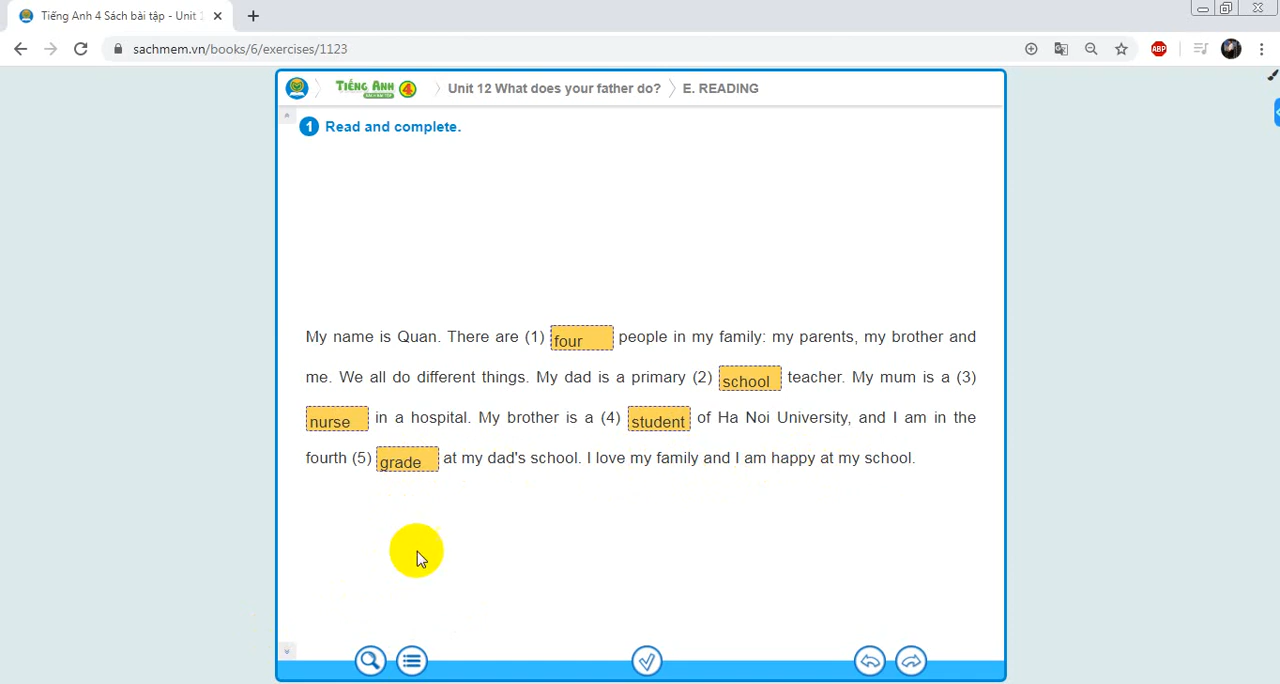 Tiếng Anh 4 Sách bài tập - Unit
sachmem.vn/books/6/exercises/1123
ABP
TIẾNG ANH 4
SÁCH BÀI TẬP
Unit 12 What does your father do?
E. READING
1 Read and complete.
My name is Quan. There are (1) four people in my family: my parents, my brother and
me. We all do different things. My dad is a primary (2) school teacher. My mum is a (3)
nurse in a hospital. My brother is a (4) student of Ha Noi University, and I am in the
fourth (5) grade at my dad's school. I love my family and I am happy at my school.